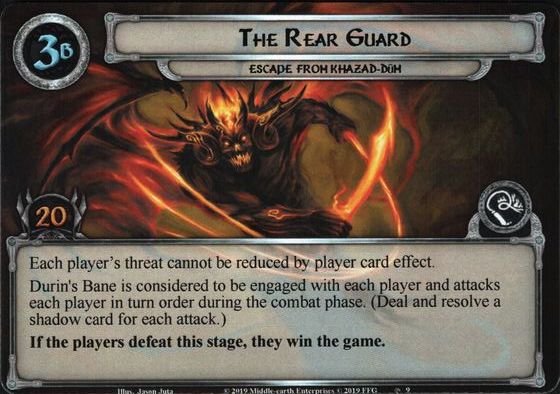 3B
THE REAR GUARD
ESCAPE FROM KHAZAD-DÛM
20
Each player's threat cannot be reduced by player card effect.
Durin's Bane is considered to be engaged with each player and attacks
each player in turn order during the combat phase. (Deal and resolve a
shadow card for each attack.)
If the players defeat this stage, they win the game.
Illus. Jason Juta
© 2019 Middle-earth Enterprises © 2019 FFG
9